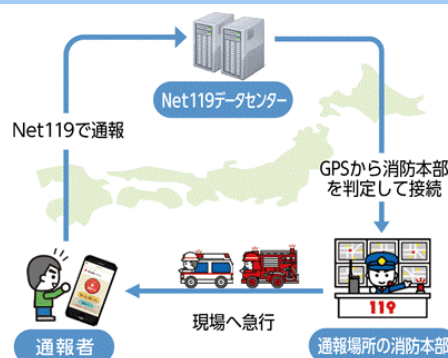 Net119データセンター
Net119で通報
GPSから消防本部
を判定して接続
119
現場へ急行
通報者
通報場所の消防本部